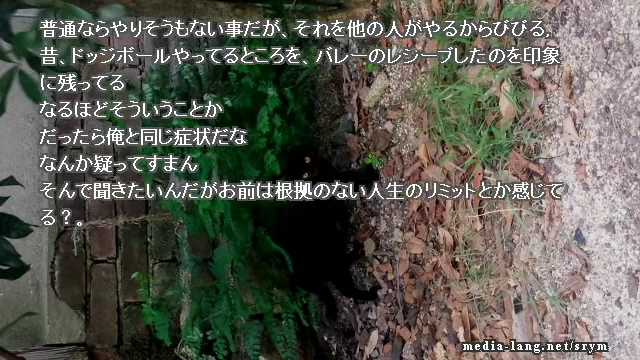 普通ならやりそうもない事だが、それを他の人がやるからびびる，
昔、ドッジボールやってるところを、バレーのレシーブしたのを印象
に残ってる
なるほどそういうことか
だったら俺と同じ症状だな
なんか疑ってすまん
そんで聞きたいんだがお前は根拠のない人生のリミットとか感じて
る？。
media-lang.net/srym